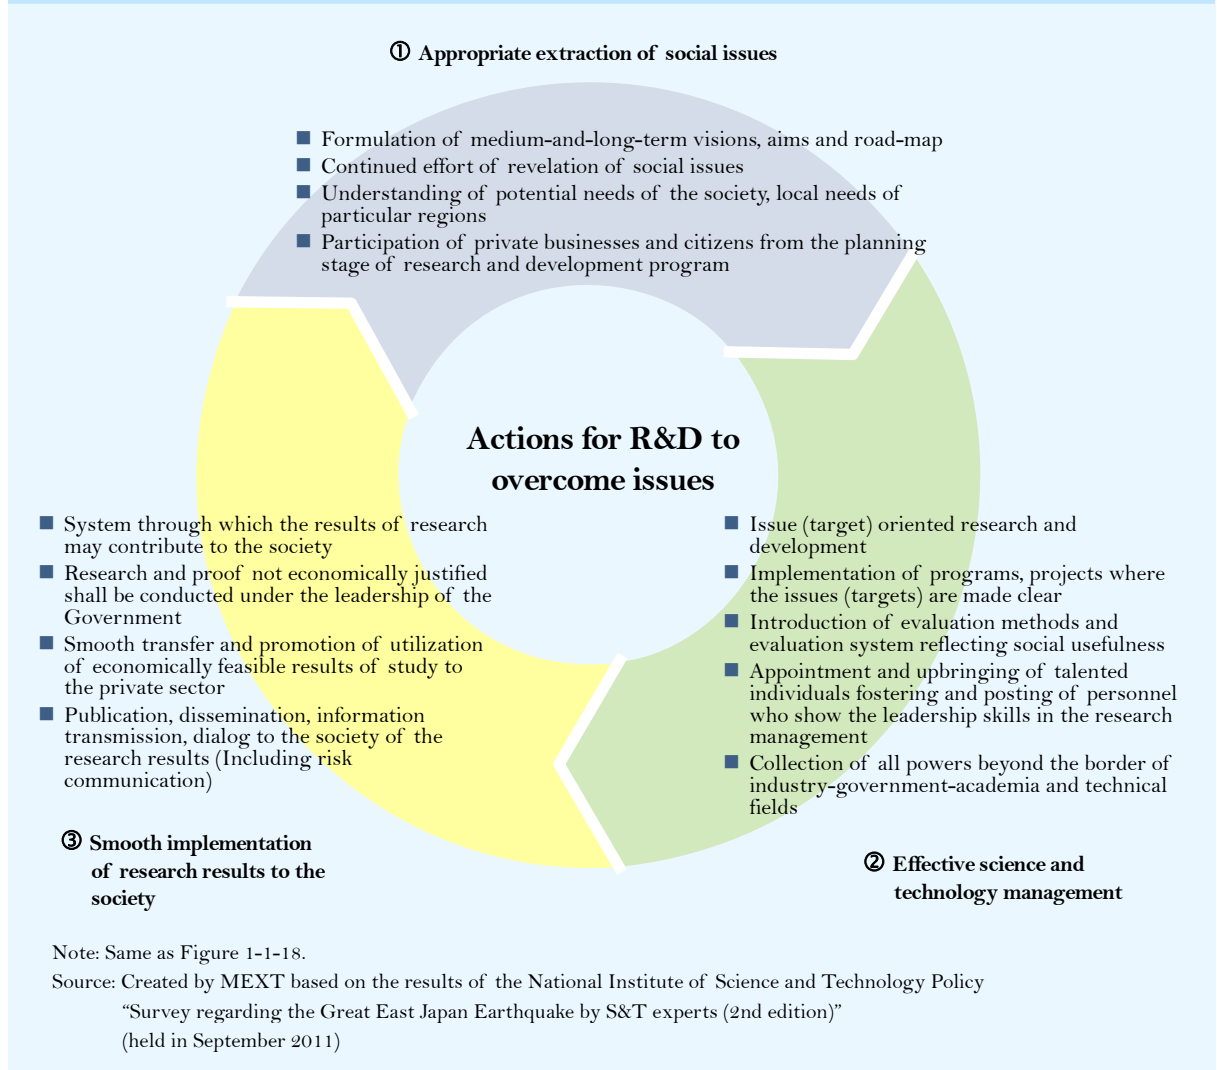 ① Appropriate extraction of social issues
■ Formulation of medium-and-long-term visions, aims and road-map
■ Continued effort of revelation of social issues
■ Understanding of potential needs of the society, local needs of
particular regions
■ Participation of private businesses and citizens from the planning
stage of research and development program
Actions for R&D to
overcome issues
■ System through which the results of research
may contribute to the society
■ Research and proof not economically justified
shall be conducted under the leadership of the
Government
■ Smooth transfer and promotion of utilization
of economically feasible results of study to
the private sector
■ Publication, dissemination, information
transmission, dialog to the society of the
research results (Including risk
communication)
③ Smooth implementation
of research results to the
society
■ Issue (target) oriented research and
development
■ Implementation of programs, projects where
the issues (targets) are made clear
■ Introduction of evaluation methods and
evaluation system reflecting social usefulness
■ Appointment and upbringing of talented
individuals fostering and posting of personnel
who show the leadership skills in the research
management
■ Collection of all powers beyond the border of
industry-government-academia and technical
fields
② Effective science and
technology management
Note: Same as Figure 1-1-18.
Source: Created by MEXT based on the results of the National Institute of Science and Technology Policy
“Survey regarding the Great East Japan Earthquake by S&T experts (2nd edition)”
(held in September 2011)